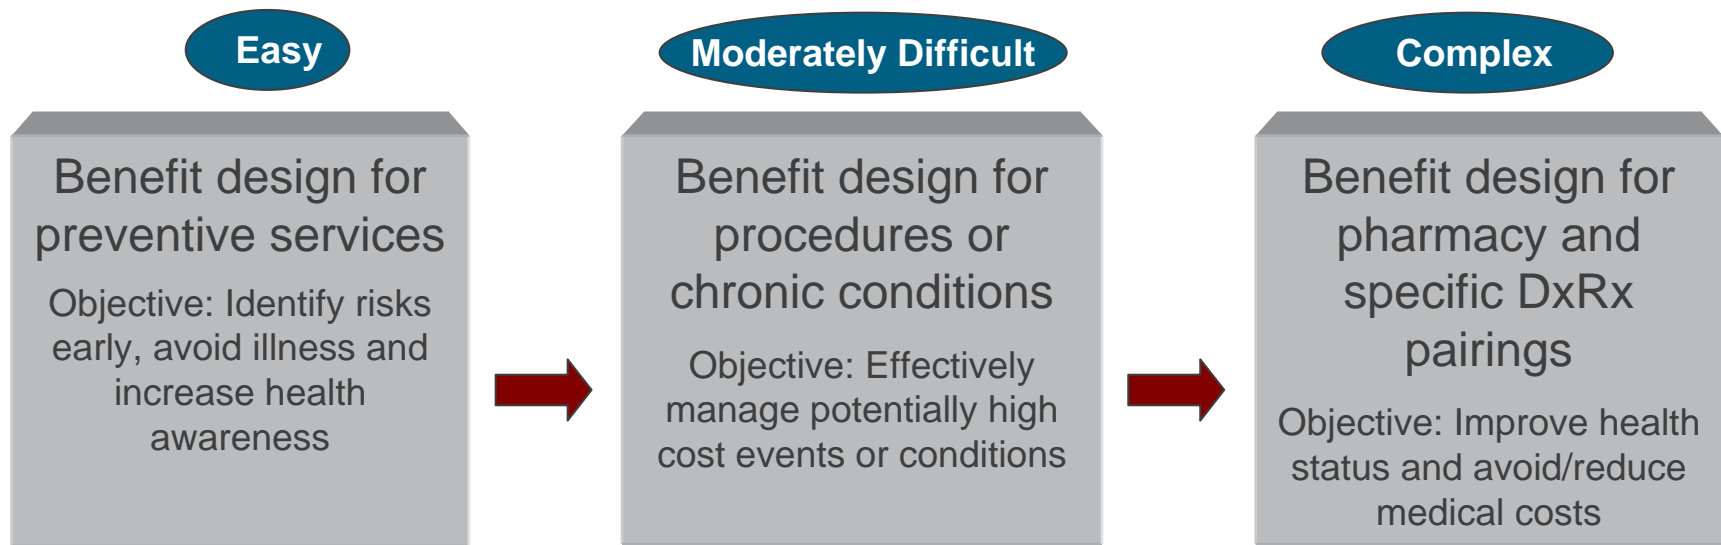 Easy
Benefit design for
preventive services
Objective: Identify risks
early, avoid illness and
increase health
awareness
Moderately Difficult
Benefit design for
procedures or
chronic conditions
Objective: Effectively
manage potentially high
cost events or conditions
Complex
Benefit design for
pharmacy and
specific DxRx
pairings
Objective: Improve health
status and avoid/reduce
medical costs